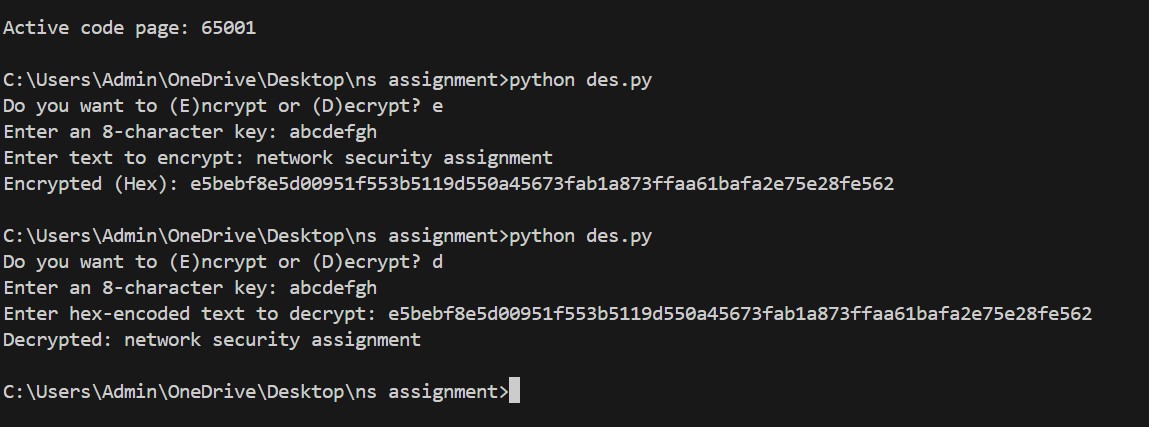 Active code page: 65001
C:\Users\Admin\OneDrive\Desktop\ns assignment>python des.py
Do you want to (E)ncrypt or (D)ecrypt? e
Enter an 8-character key: abcdefgh
Enter text to encrypt: network security assignment
Encrypted (Hex): e5bebf8e5d00951f553b5119d550a45673fab1a873ffaa61bafa2e75e28fe562
C:\Users\Admin\OneDrive\Desktop\ns assignment>python des.py
Do you want to (E)ncrypt or (D)ecrypt? d
Enter an 8-character key: abcdefgh
Enter hex-encoded text to decrypt: e5bebf8e5d00951f553b5119d550a45673fab1a873ffaa61bafa2e75e28fe562
Decrypted: network security assignment
C:\Users\Admin\OneDrive\Desktop\ns assignment>